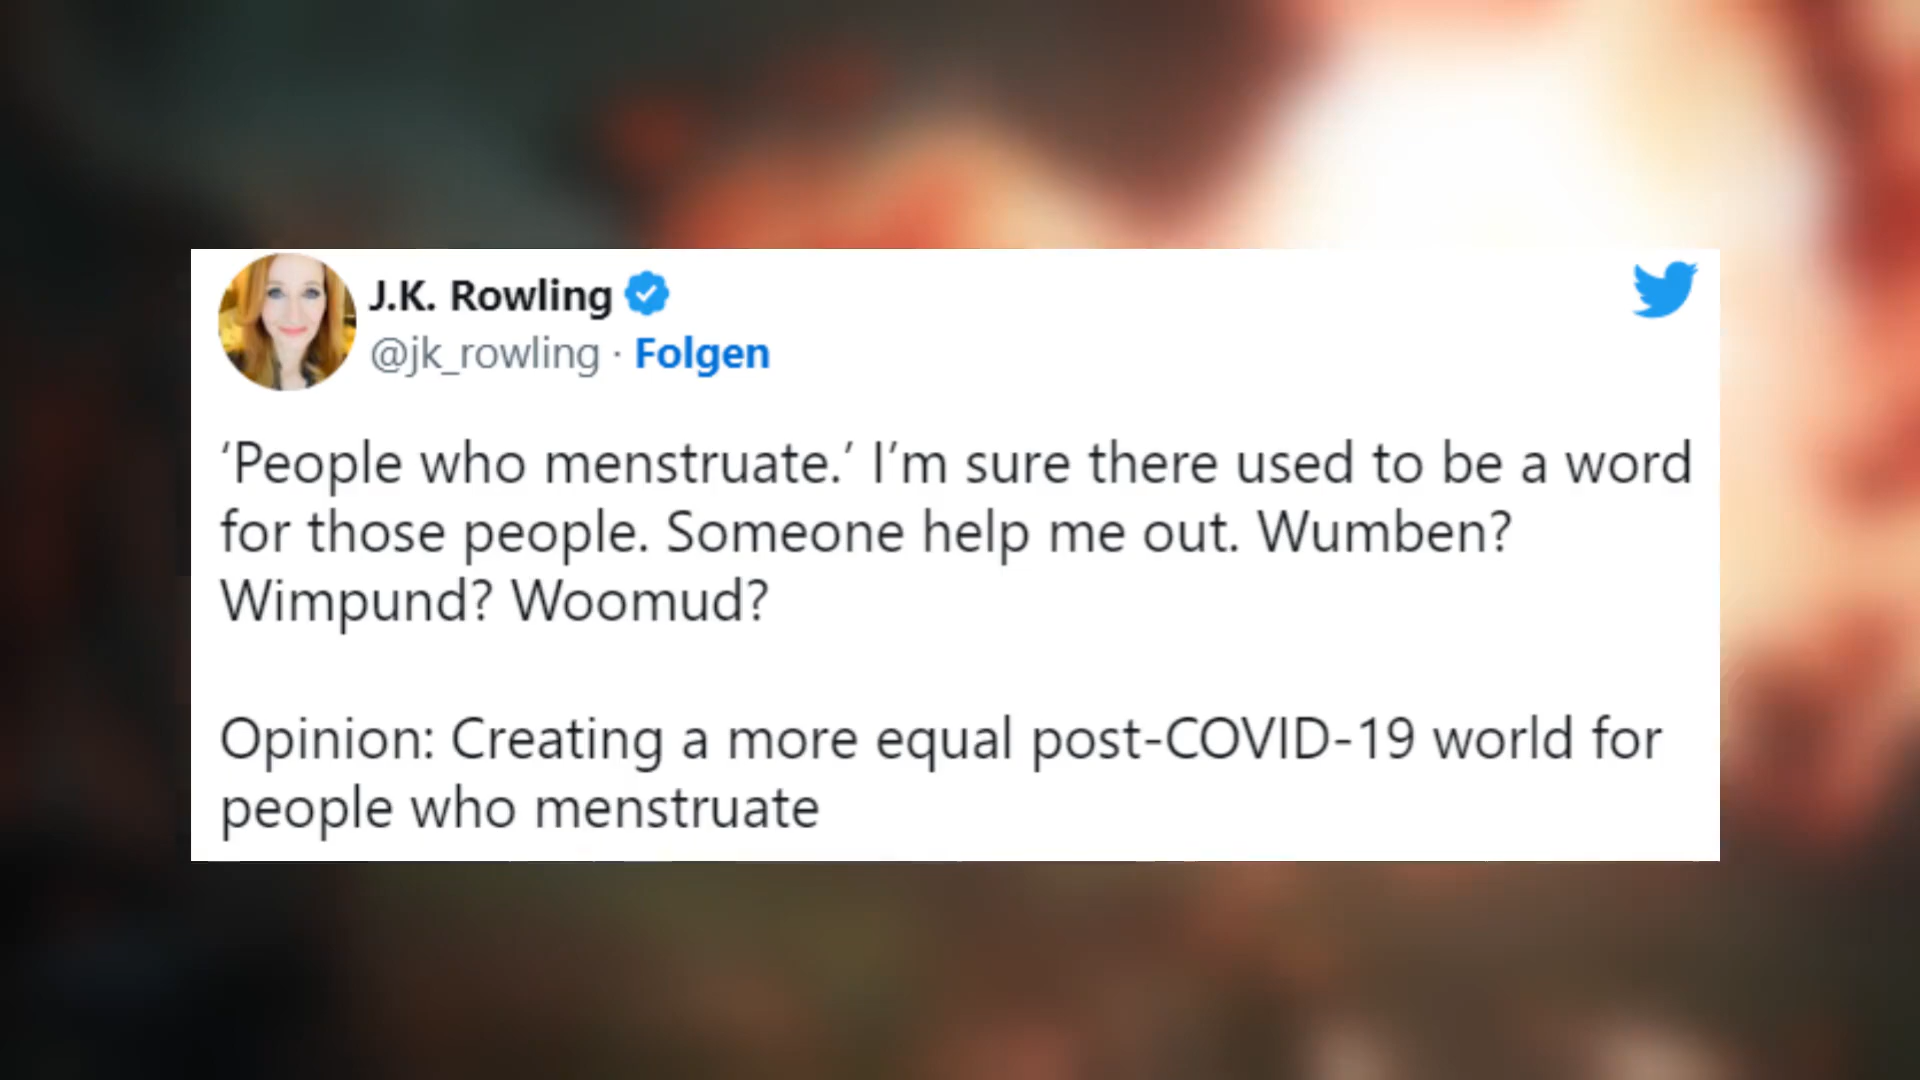 J.K. Rowling
@jk_rowling · Folgen
‘People who menstruate.’ I’m sure there used to be a word
for those people. Someone help me out. Wumben?
Wimpund? Woomud?
Opinion: Creating a more equal post-COVID-19 world for
people who menstruate